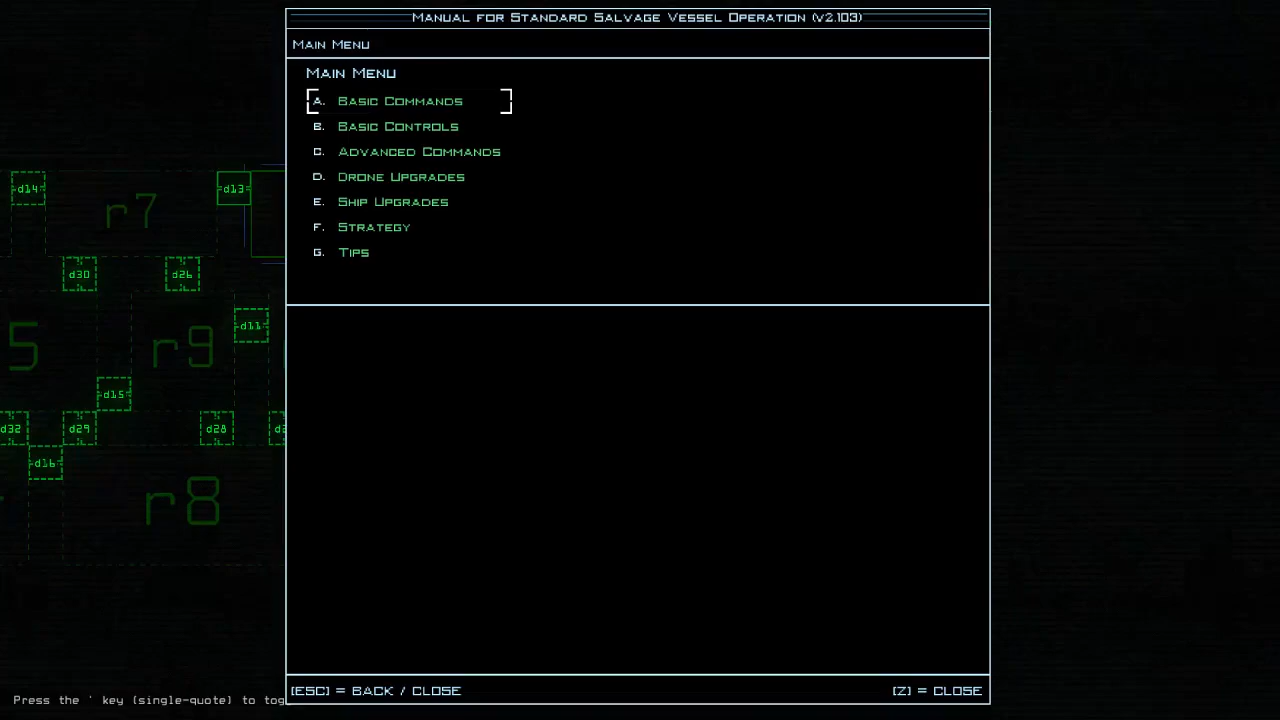 Manual for Standard Salvage Vessel Operation (v2.103)
Main Menu
Main Menu
A. Basic Commands
B. Basic Controls
C. Advanced Commands
D. Drone Upgrades
E. Ship Upgrades
F. Strategy
G. Tips
d14
r7
d13
d30
d26
5
r9
d11
d15
d32
d29
d28
d16
r8
Press the ' key (single-quote) to tog
[ESC] = BACK / CLOSE
[Z] = CLOSE